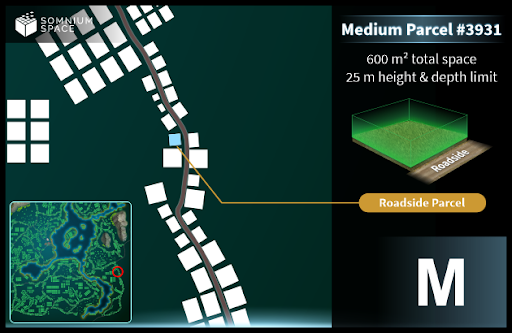 SOMNIUM
SPACE
Medium Parcel #3931
600 m² total space
25 m height & depth limit
Roadside
Roadside Parcel
M